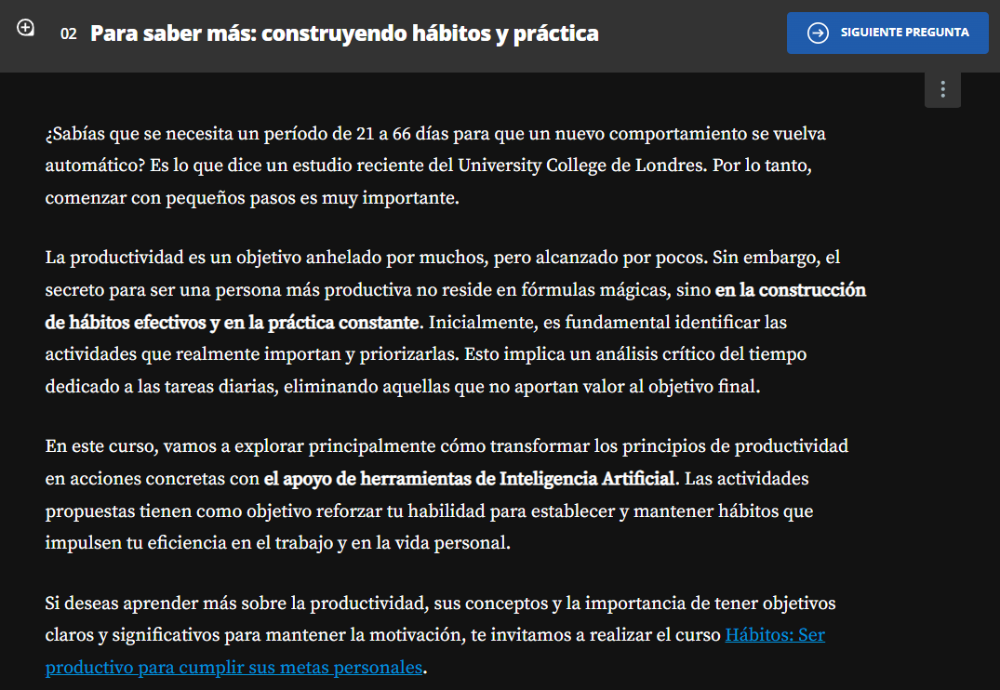 02 Para saber más: construyendo hábitos y práctica
SIGUIENTE PREGUNTA
¿Sabías que se necesita un período de 21 a 66 días para que un nuevo comportamiento se vuelva
automático? Es lo que dice un estudio reciente del University College de Londres. Por lo tanto,
comenzar con pequeños pasos es muy importante.
La productividad es un objetivo anhelado por muchos, pero alcanzado por pocos. Sin embargo, el
secreto para ser una persona más productiva no reside en fórmulas mágicas, sino en la construcción
de hábitos efectivos y en la práctica constante. Inicialmente, es fundamental identificar las
actividades que realmente importan y priorizarlas. Esto implica un análisis crítico del tiempo
dedicado a las tareas diarias, eliminando aquellas que no aportan valor al objetivo final.
En este curso, vamos a explorar principalmente cómo transformar los principios de productividad
en acciones concretas con el apoyo de herramientas de Inteligencia Artificial. Las actividades
propuestas tienen como objetivo reforzar tu habilidad para establecer y mantener hábitos que
impulsen tu eficiencia en el trabajo y en la vida personal.
Si deseas aprender más sobre la productividad, sus conceptos y la importancia de tener objetivos
claros y significativos para mantener la motivación, te invitamos a realizar el curso Hábitos: Ser
productivo para cumplir sus metas personales.